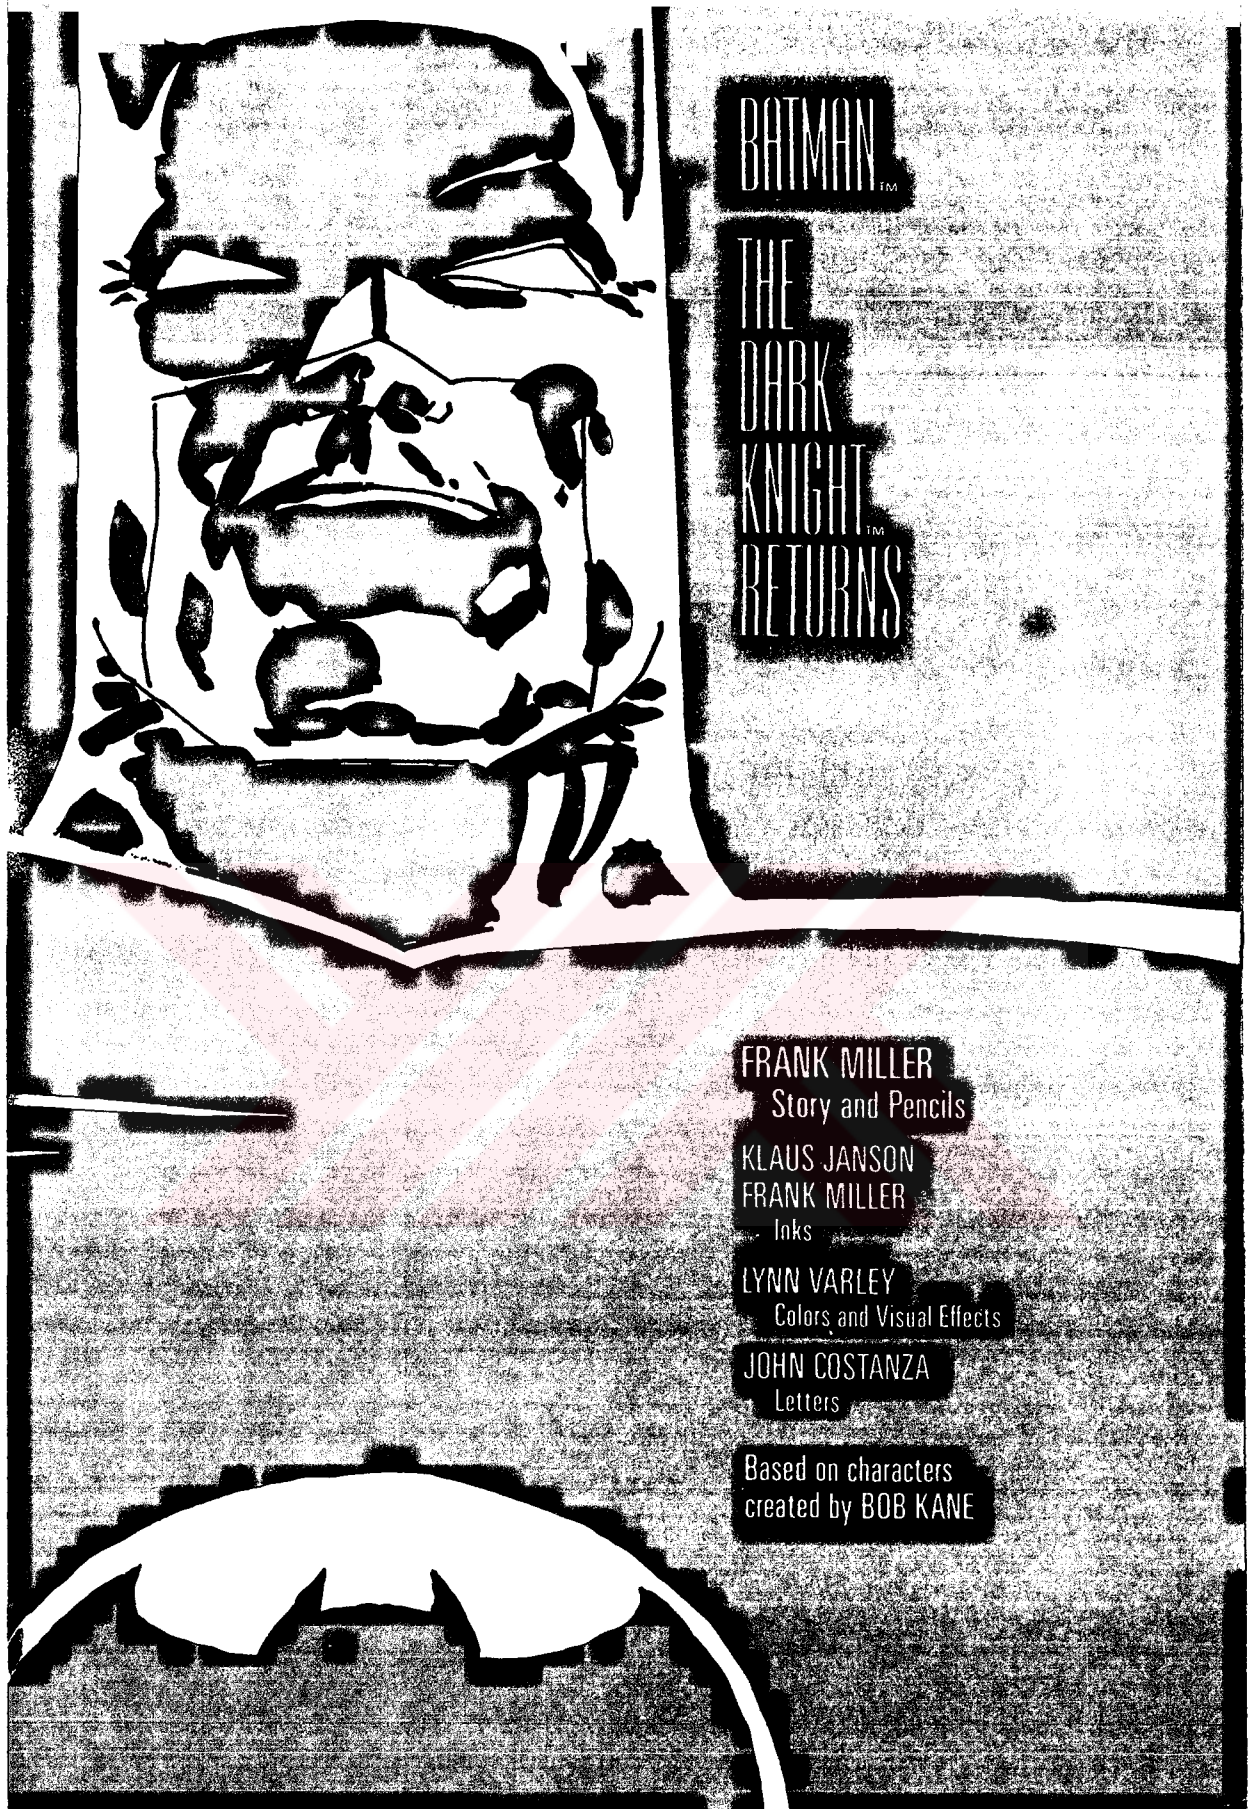 BATMAN™
THE
DARK
KNIGHT™
RETURNS
FRANK MILLER
Story and Pencils
KLAUS JANSON
FRANK MILLER
Inks
LYNN VARLEY
Colors and Visual Effects
JOHN COSTANZA
Letters
Based on characters
created by BOB KANE